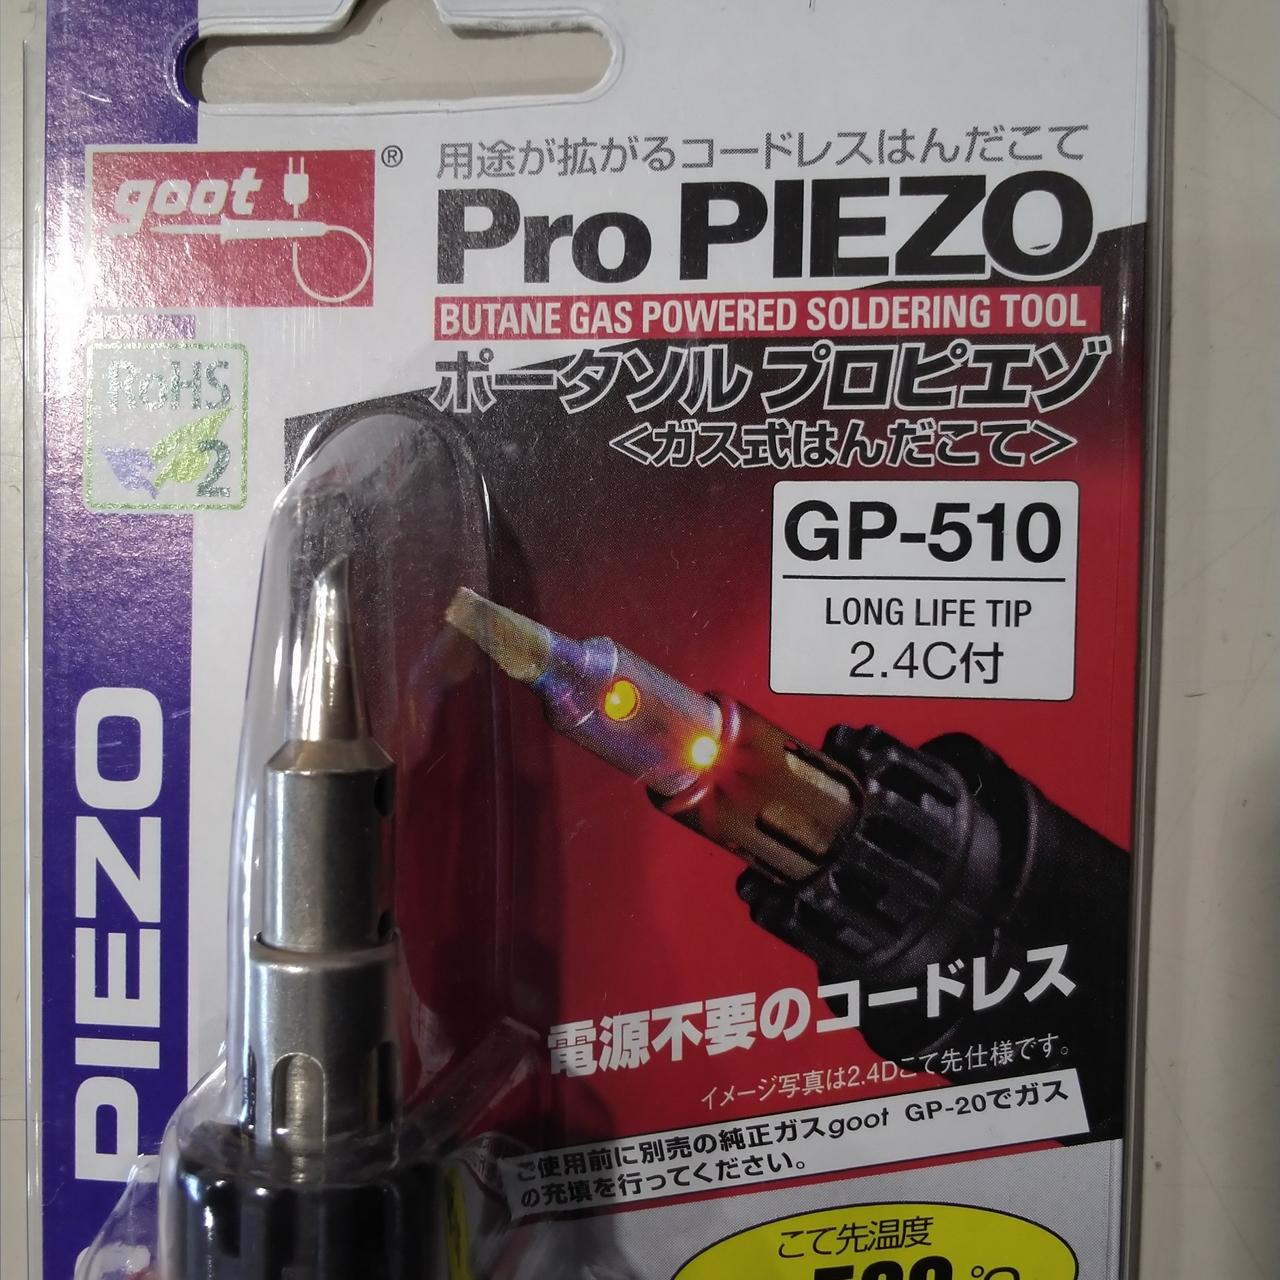 goot ®
用途が拡がるコードレスはんだこて
Pro PIEZO
BUTANE GAS POWERED SOLDERING TOOL
ポータソル プロピエゾ
<ガス式はんだこて>
RoHS
2
GP-510
LONG LIFE TIP
2.4C付
PIEZO
電源不要のコードレス
イメージ写真は2.4Dこて先仕様です。
ご使用前に別売の純正ガスgoot GP-20でガス
の充填を行ってください。
こて先温度
℃